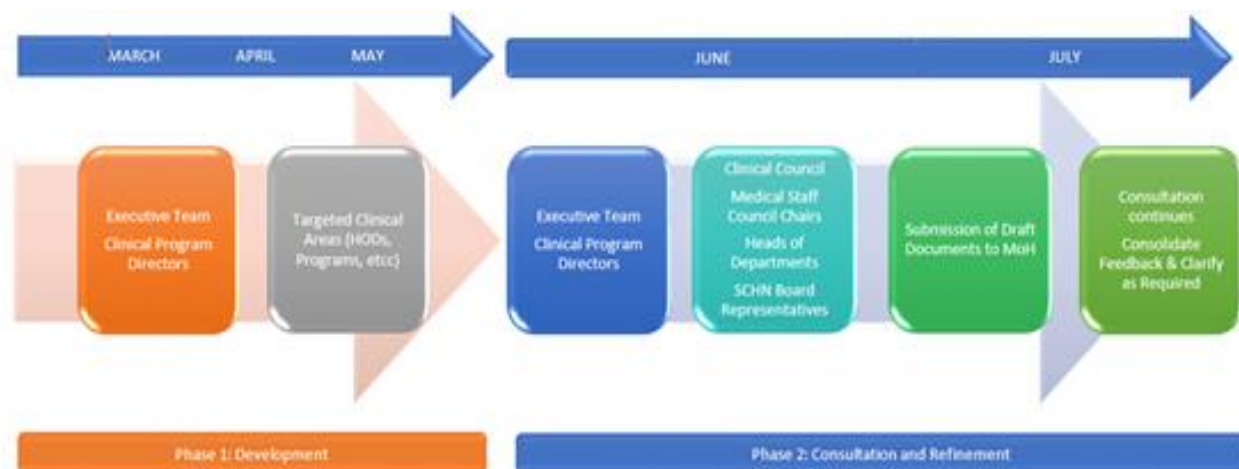 MARCH APRIL MAY
JUNE JULY
Executive Team
Clinical Program
Directors
Targeted Clinical
Areas (HODs,
Programs, etcc)
Executive Team
Clinical Program
Directors
Clinical Council
Medical Staff
Council Chairs
Heads of
Departments
SCHN Board
Representatives
Submission of Draft
Documents to MoH
Consultation
continues
Consolidate
Feedback & Clarify
as Required
Phase 1: Development
Phase 2: Consultation and Refinement